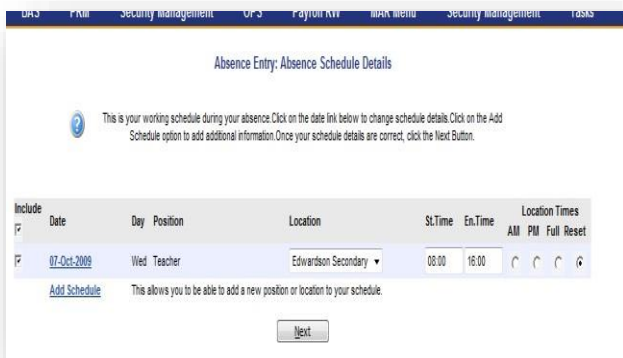 DAS PRM Security Management OPS Payroll RW MAR Menu Security Management Tasks
Absence Entry: Absence Schedule Details
This is your working schedule during your absence.Click on the date link below to change schedule details.Click on the Add
Schedule option to add additional information.Once your schedule details are correct, click the Next Button.
Include Date Day Position Location St.Time En.Time Location Times
AM PM Full Reset
07-Oct-2009 Wed Teacher Edwardson Secondary 08:00 16:00
Add Schedule This allows you to be able to add a new position or location to your schedule.
Next